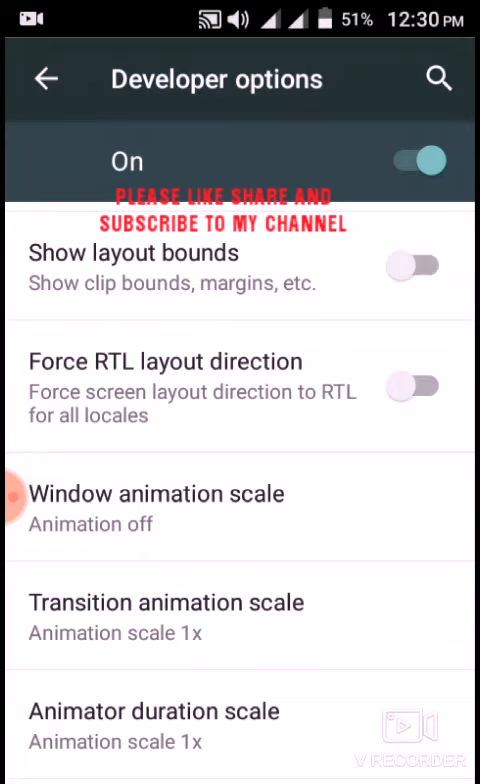 51% 12:30 PM
Developer options
On
PLEASE LIKE SHARE AND
SUBSCRIBE TO MY CHANNEL
Show layout bounds
Show clip bounds, margins, etc.
Force RTL layout direction
Force screen layout direction to RTL
for all locales
Window animation scale
Animation off
Transition animation scale
Animation scale 1x
Animator duration scale
Animation scale 1x
V RECORDER